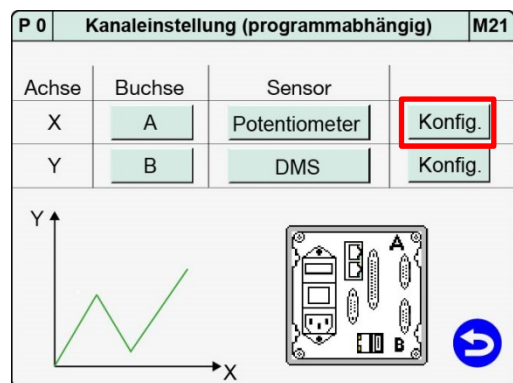 P 0 Kanaleinstellung (programmabhängig) M21
Achse Buchse Sensor
X A Potentiometer Konfig.
Y B DMS Konfig.
Y
A
B
X